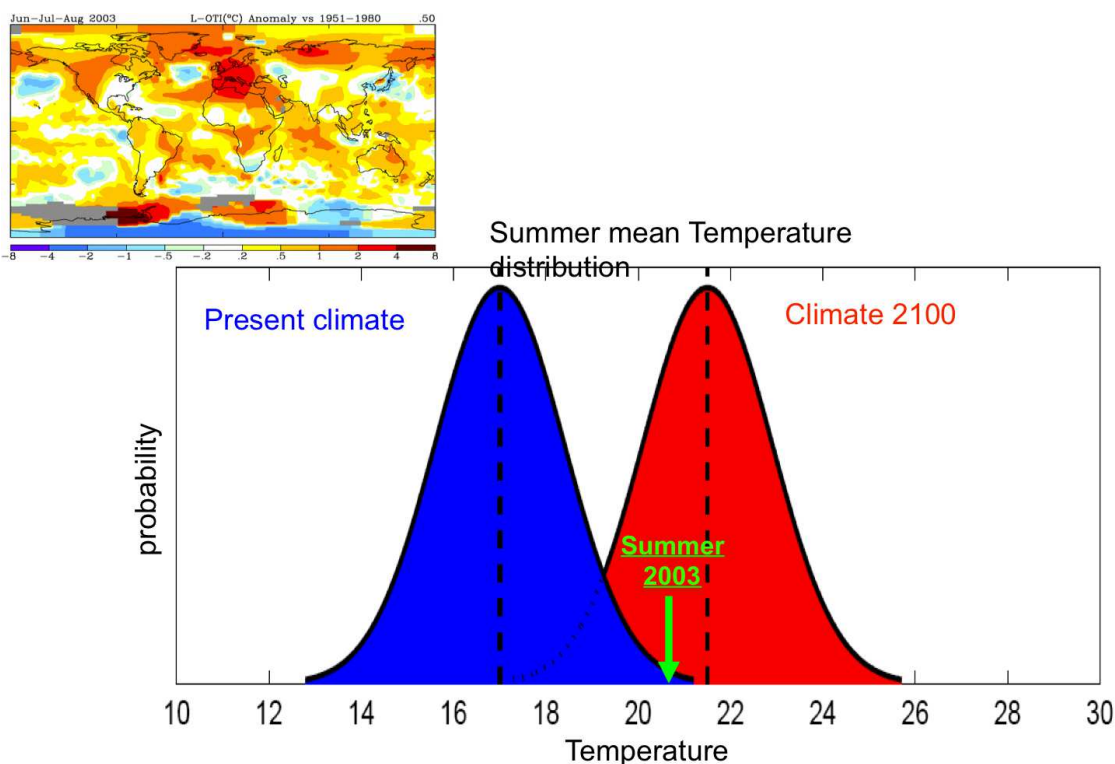 Jun-Jul-Aug 2003 L-OTI(°C) Anomaly vs 1951-1980 .50
-8 -4 -2 -1 -.5 -.2 .2 .5 1 2 4 8
Summer mean Temperature
distribution
Present climate
Climate 2100
probability
Summer
2003
10 12 14 16 18 20 22 24 26 28 30
Temperature